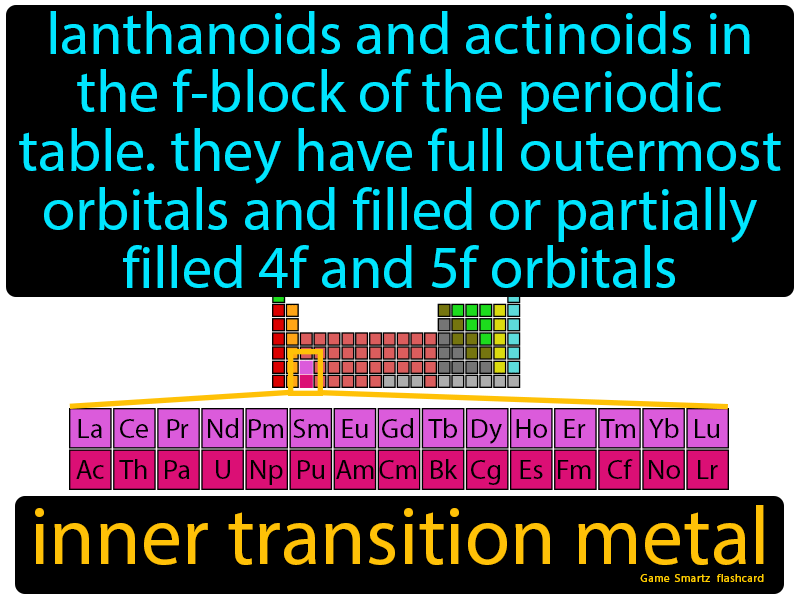 lanthanoids and actinoids in
the f-block of the periodic
table. they have full outermost
orbitals and filled or partially
filled 4f and 5f orbitals
La Ce Pr Nd Pm Sm Eu Gd Tb Dy Ho Er Tm Yb Lu
Ac Th Pa U Np Pu Am Cm Bk Cg Es Fm Cf No Lr
inner transition metal
Game Smartz flashcard